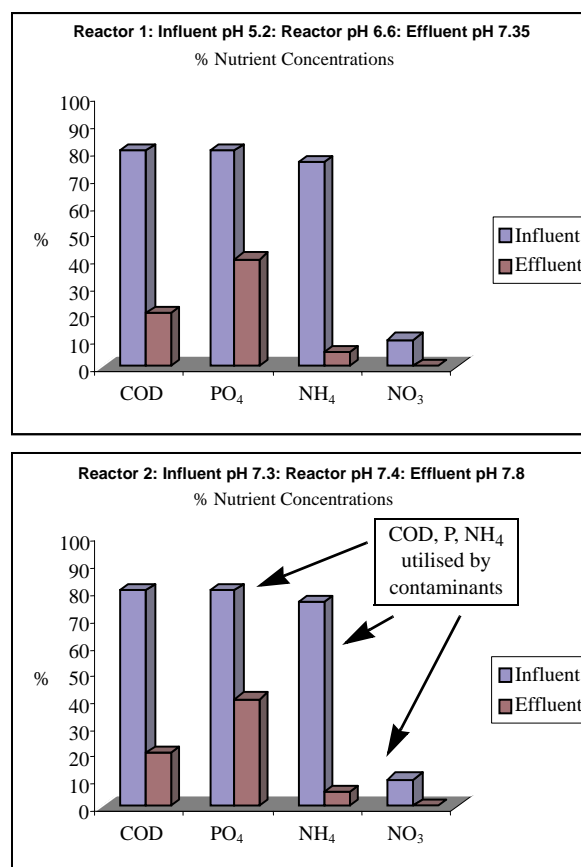 Reactor 1: Influent pH 5.2: Reactor pH 6.6: Effluent pH 7.35
% Nutrient Concentrations
100
90
80
70
60
50
40
30
20
10
0
%
COD PO₄ NH₄ NO₃
Influent
Effluent
Reactor 2: Influent pH 7.3: Reactor pH 7.4: Effluent pH 7.8
% Nutrient Concentrations
COD, P, NH₄
utilised by
contaminants
100
90
80
70
60
50
40
30
20
10
0
%
COD PO₄ NH₄ NO₃
Influent
Effluent